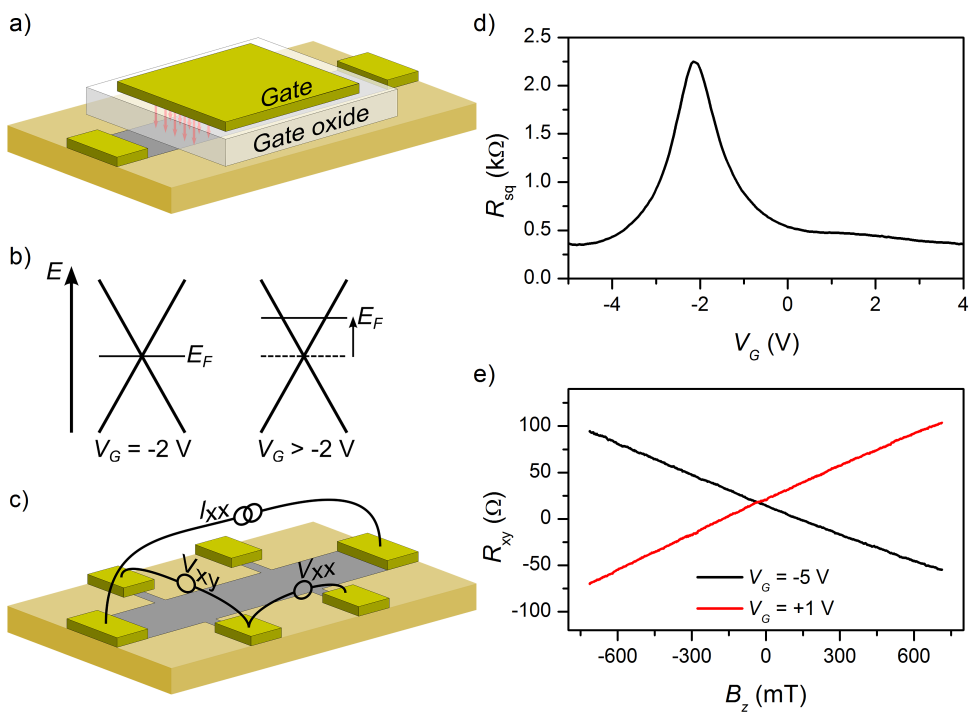 a)
Gate
Gate oxide
b)
E
E_F
E_F
V_G = -2 V
V_G > -2 V
c)
I_xx
V_xy
V_xx
d)
2.5
2.0
1.5
1.0
0.5
0.0
R_sq (kΩ)
-4
-2
0
2
4
V_G (V)
e)
100
50
0
-50
-100
R_xy (Ω)
V_G = -5 V
V_G = +1 V
-600
-300
0
300
600
B_z (mT)